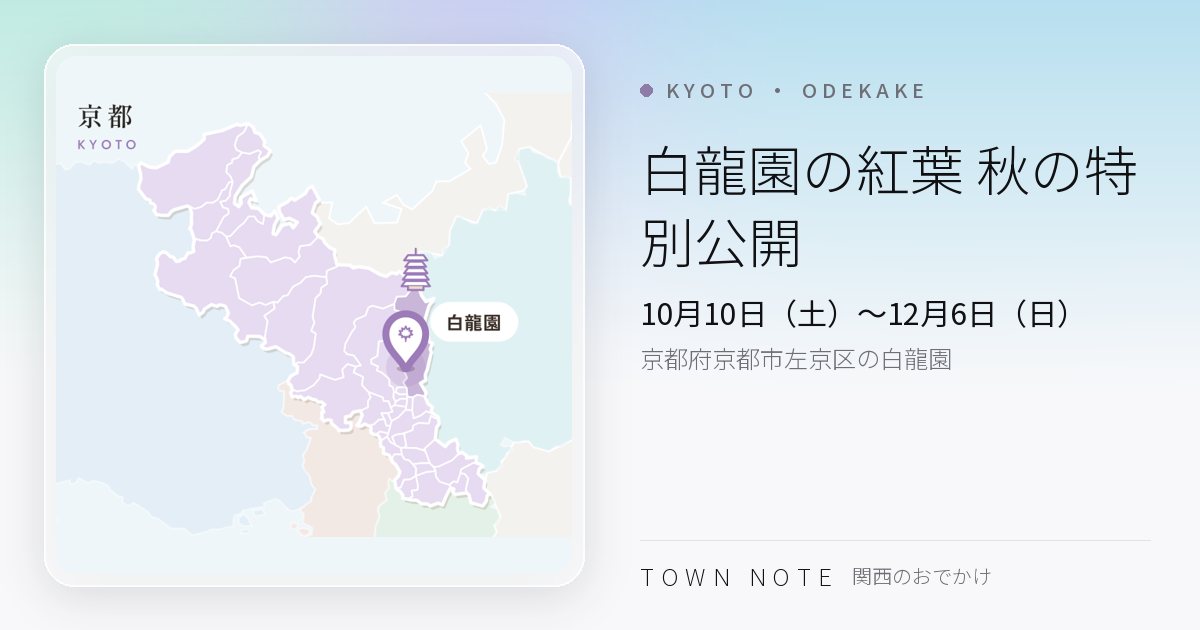 京都
KYOTO
白龍園
KYOTO • ODEKAKE
白龍園の紅葉 秋の特
別公開
10月10日（土）〜12月6日（日）
京都府京都市左京区の白龍園
TOWN NOTE 関西のおでかけ